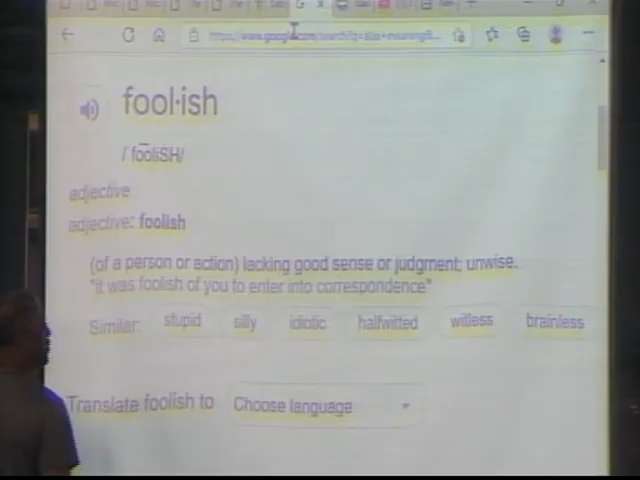 fool·ish
/ˈfo͞oliSH/
adjective
adjective: foolish
(of a person or action) lacking good sense or judgment; unwise.
"it was foolish of you to enter into correspondence"
Similar: stupid silly idiotic halfwitted witless brainless
Translate foolish to Choose language